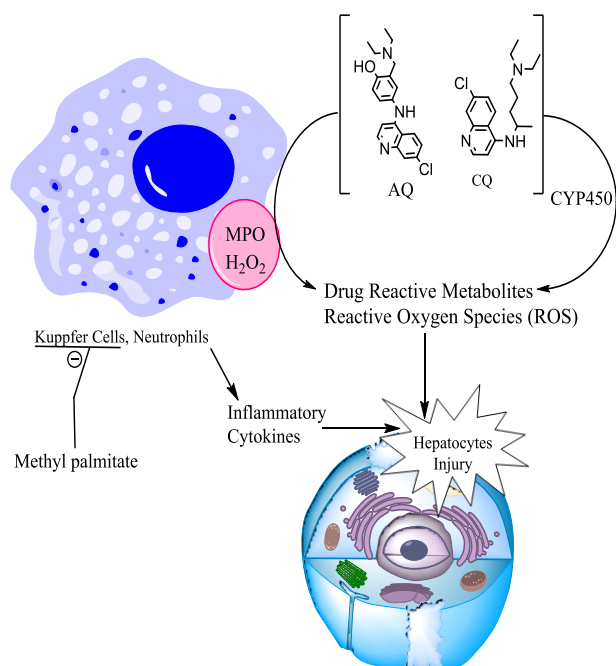 N
HO
NH
N
Cl
AQ
N
Cl
N
NH
CQ
CYP450
MPO
H₂O₂
Drug Reactive Metabolites
Reactive Oxygen Species (ROS)
Kuppfer Cells, Neutrophils
⊖
Methyl palmitate
Inflammatory
Cytokines
Hepatocytes
Injury